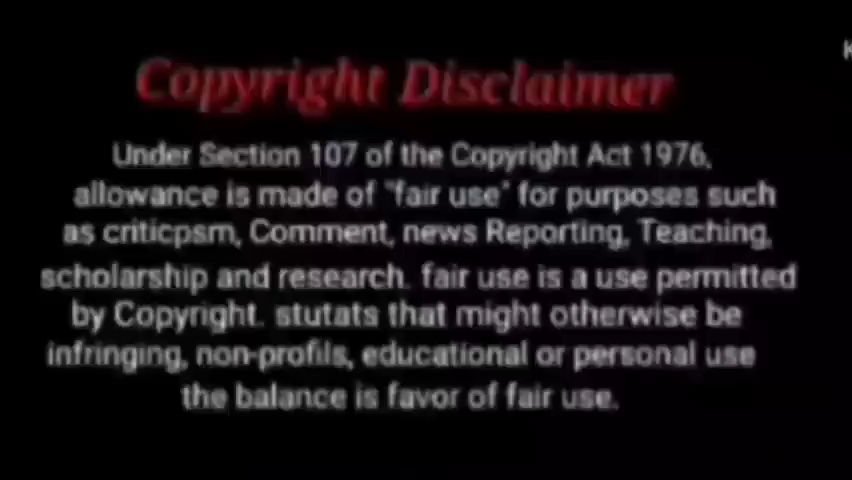 Copyright Disclaimer
Under Section 107 of the Copyright Act 1976,
allowance is made of "fair use" for purposes such
as criticpsm, Comment, news Reporting, Teaching,
scholarship and research. fair use is a use permitted
by Copyright. stutats that might otherwise be
infringing, non-profils, educational or personal use
the balance is favor of fair use.